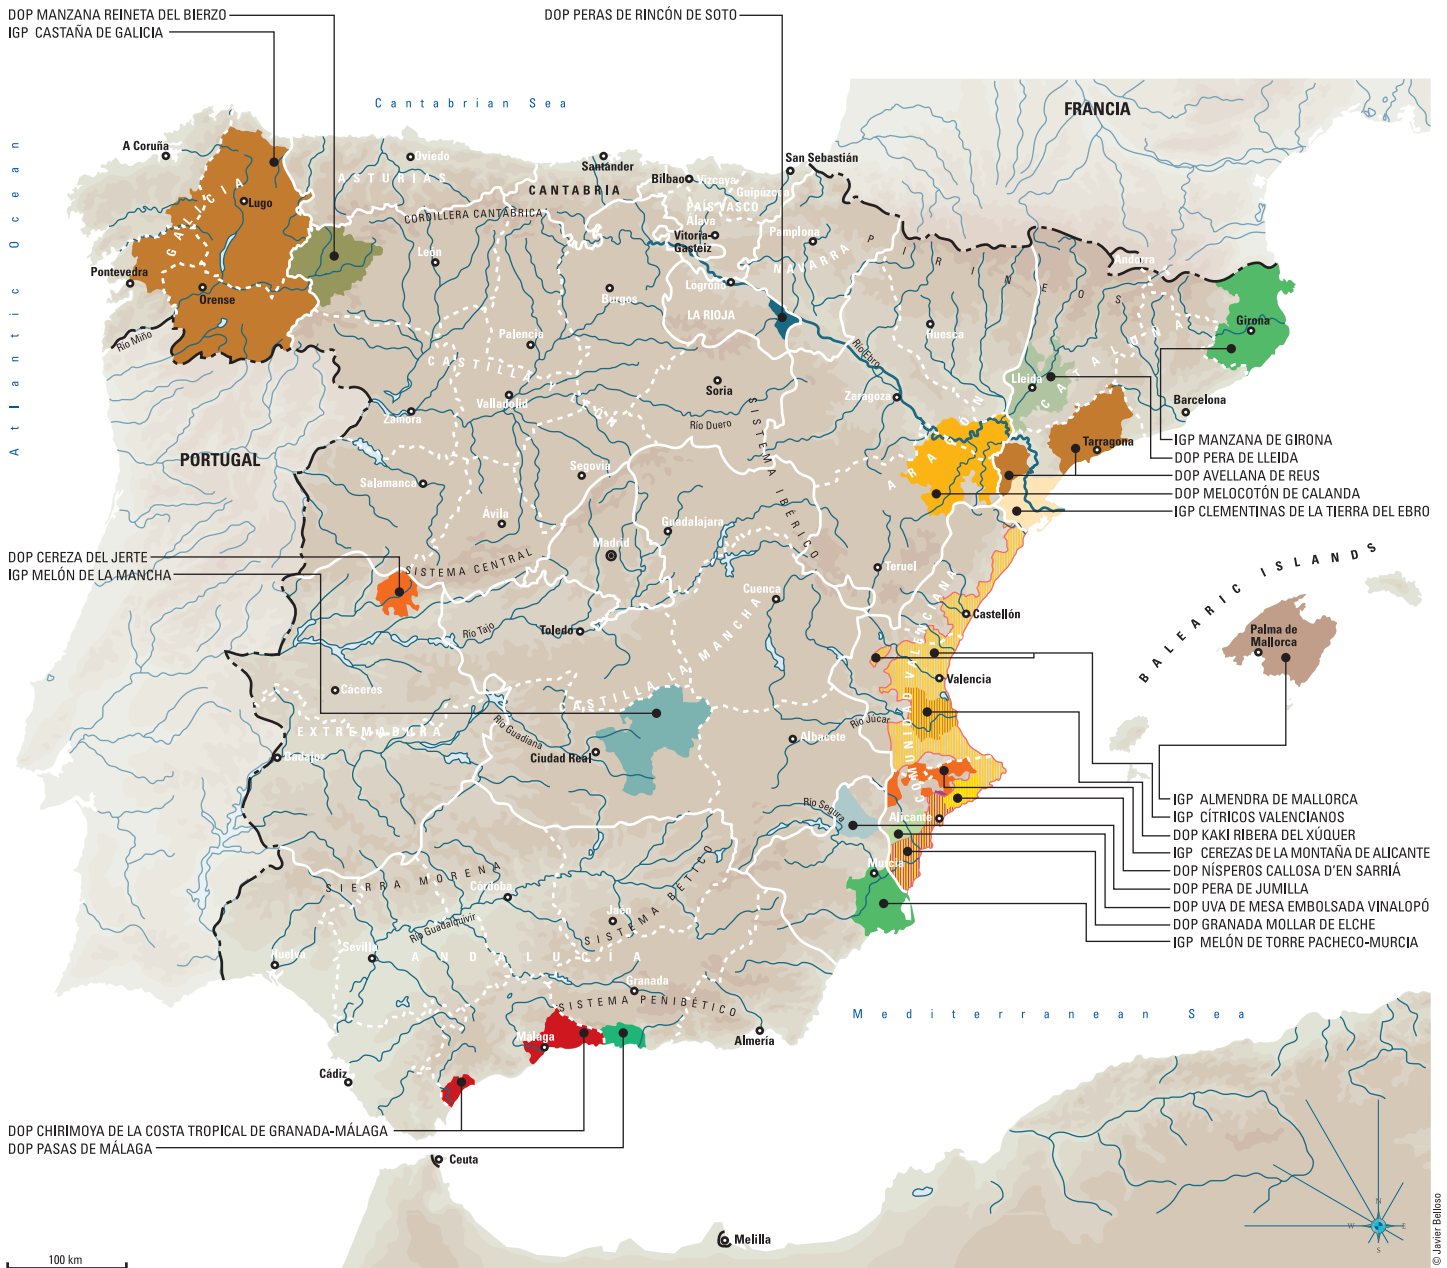 DOP MANZANA REINETA DEL BIERZO
IGP CASTAÑA DE GALICIA
DOP PERAS DE RINCÓN DE SOTO
Cantabrian Sea
Atlantic Ocean
FRANCIA
A Coruña
Oviedo
ASTURIAS
Santander
CANTABRIA
Bilbao
Vizcaya
San Sebastián
Guipúzcoa
PAÍS VASCO
Álava
Vitoria-
Gasteiz
Pamplona
NAVARRA
PIRINEOS
Andorra
GALICIA
Lugo
CORDILLERA CANTÁBRICA
León
Pontevedra
Orense
Río Miño
Burgos
Logroño
LA RIOJA
Palencia
Huesca
Río Ebro
CATALUÑA
Girona
CASTILLA Y LEÓN
Valladolid
Zamora
Soria
Zaragoza
Lleida
Barcelona
Río Duero
ARAGÓN
Tarragona
PORTUGAL
Segovia
Salamanca
Ávila
SISTEMA IBÉRICO
Guadalajara
Madrid
SISTEMA CENTRAL
IGP MANZANA DE GIRONA
DOP PERA DE LLEIDA
DOP AVELLANA DE REUS
DOP MELOCOTÓN DE CALANDA
IGP CLEMENTINAS DE LA TIERRA DEL EBRO
DOP CEREZA DEL JERTE
IGP MELÓN DE LA MANCHA
Teruel
Cuenca
Castellón
BALEARIC ISLANDS
Palma de
Mallorca
Río Tajo
Toledo
CASTILLA LA MANCHA
COMUNIDAD VALENCIANA
Valencia
Cáceres
EXTREMADURA
Badajoz
Río Guadiana
Ciudad Real
Albacete
Río Júcar
Río Segura
Alicante
Murcia
IGP ALMENDRA DE MALLORCA
IGP CÍTRICOS VALENCIANOS
DOP KAKI RIBERA DEL XÚQUER
IGP CEREZAS DE LA MONTAÑA DE ALICANTE
DOP NÍSPEROS CALLOSA D'EN SARRIÁ
DOP PERA DE JUMILLA
DOP UVA DE MESA EMBOLSADA VINALOPÓ
DOP GRANADA MOLLAR DE ELCHE
IGP MELÓN DE TORRE PACHECO-MURCIA
SIERRA MORENA
Córdoba
Jaén
SISTEMA BÉTICO
Río Guadalquivir
Sevilla
Huelva
ANDALUCÍA
Granada
SISTEMA PENIBÉTICO
Málaga
Almería
Cádiz
Mediterranean Sea
DOP CHIRIMOYA DE LA COSTA TROPICAL DE GRANADA-MÁLAGA
DOP PASAS DE MÁLAGA
Ceuta
Melilla
N
W
E
S
100 km
© Javier Belloso